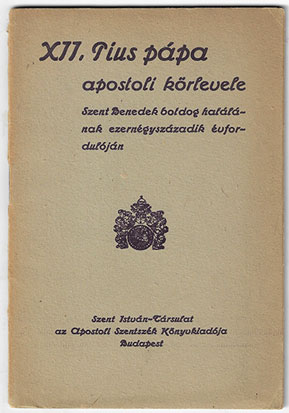 XII. Pius pápa
apostoli körlevele
Szent Benedek boldog halálá-
nak ezernégyszázadik évfor-
dulóján
Szent István-Társulat
az Apostoli Szentszék Könyvkiadója
Budapest